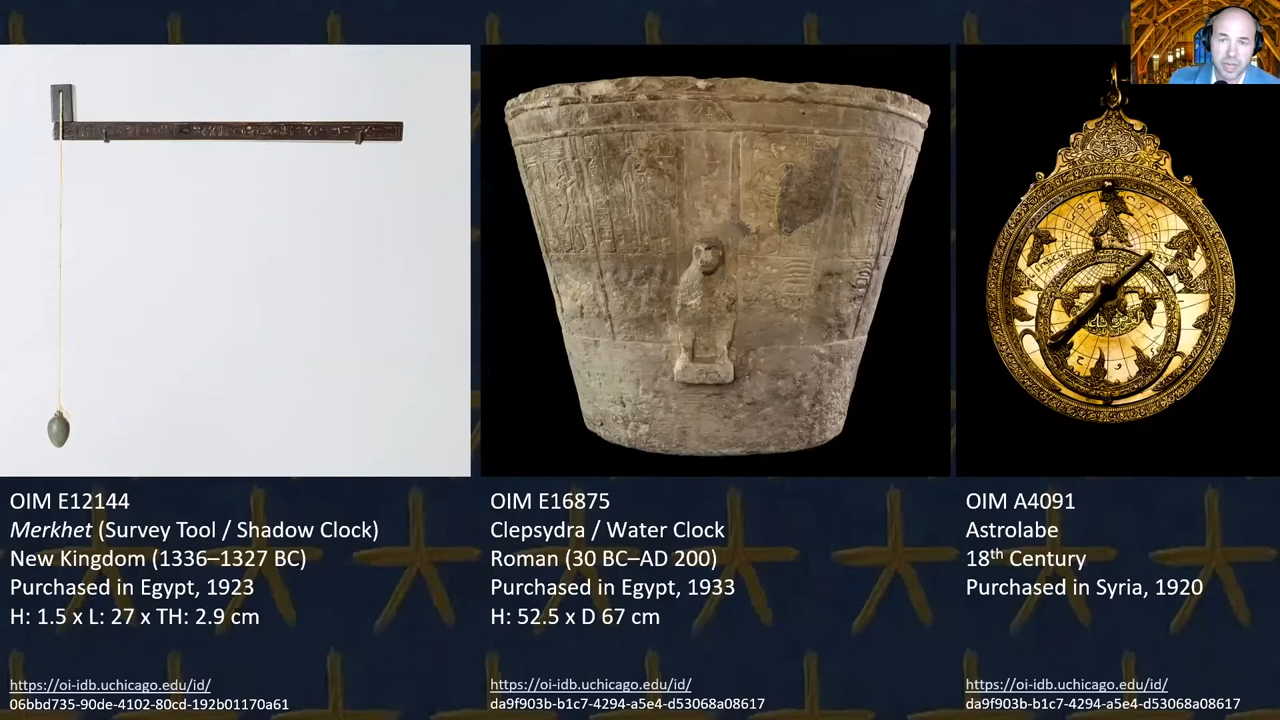 OIM E12144
Merkhet (Survey Tool / Shadow Clock)
New Kingdom (1336–1327 BC)
Purchased in Egypt, 1923
H: 1.5 x L: 27 x TH: 2.9 cm
https://oi-idb.uchicago.edu/id/
06bbd735-90de-4102-80cd-192b01170a61
OIM E16875
Clepsydra / Water Clock
Roman (30 BC–AD 200)
Purchased in Egypt, 1933
H: 52.5 x D 67 cm
https://oi-idb.uchicago.edu/id/
da9f903b-b1c7-4294-a5e4-d53068a08617
OIM A4091
Astrolabe
18th Century
Purchased in Syria, 1920
https://oi-idb.uchicago.edu/id/
da9f903b-b1c7-4294-a5e4-d53068a08617